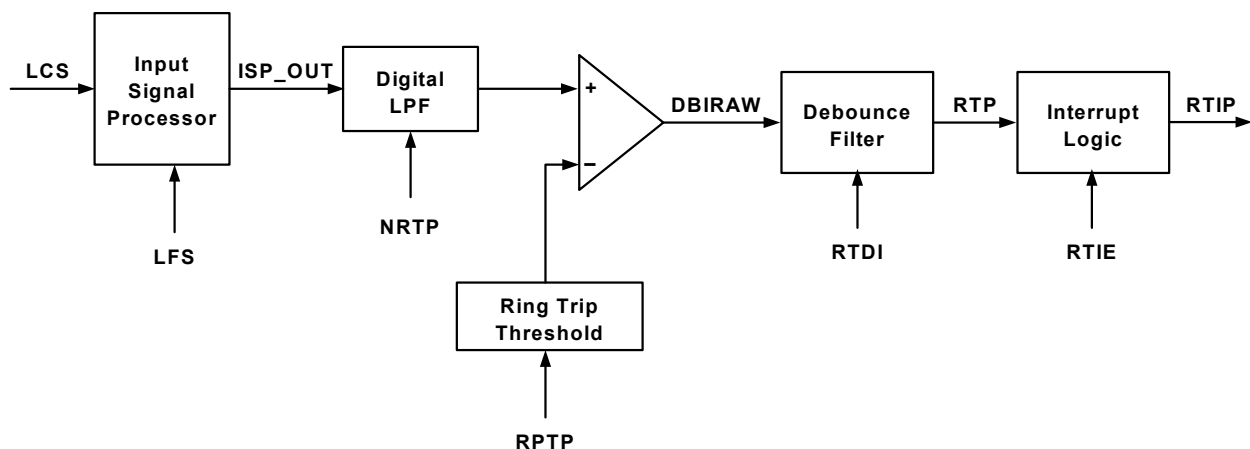 LCS
Input
Signal
Processor
LFS
ISP_OUT
Digital
LPF
NRTP
+
−
Ring Trip
Threshold
RPTP
DBIRAW
Debounce
Filter
RTDI
RTP
Interrupt
Logic
RTIE
RTIP